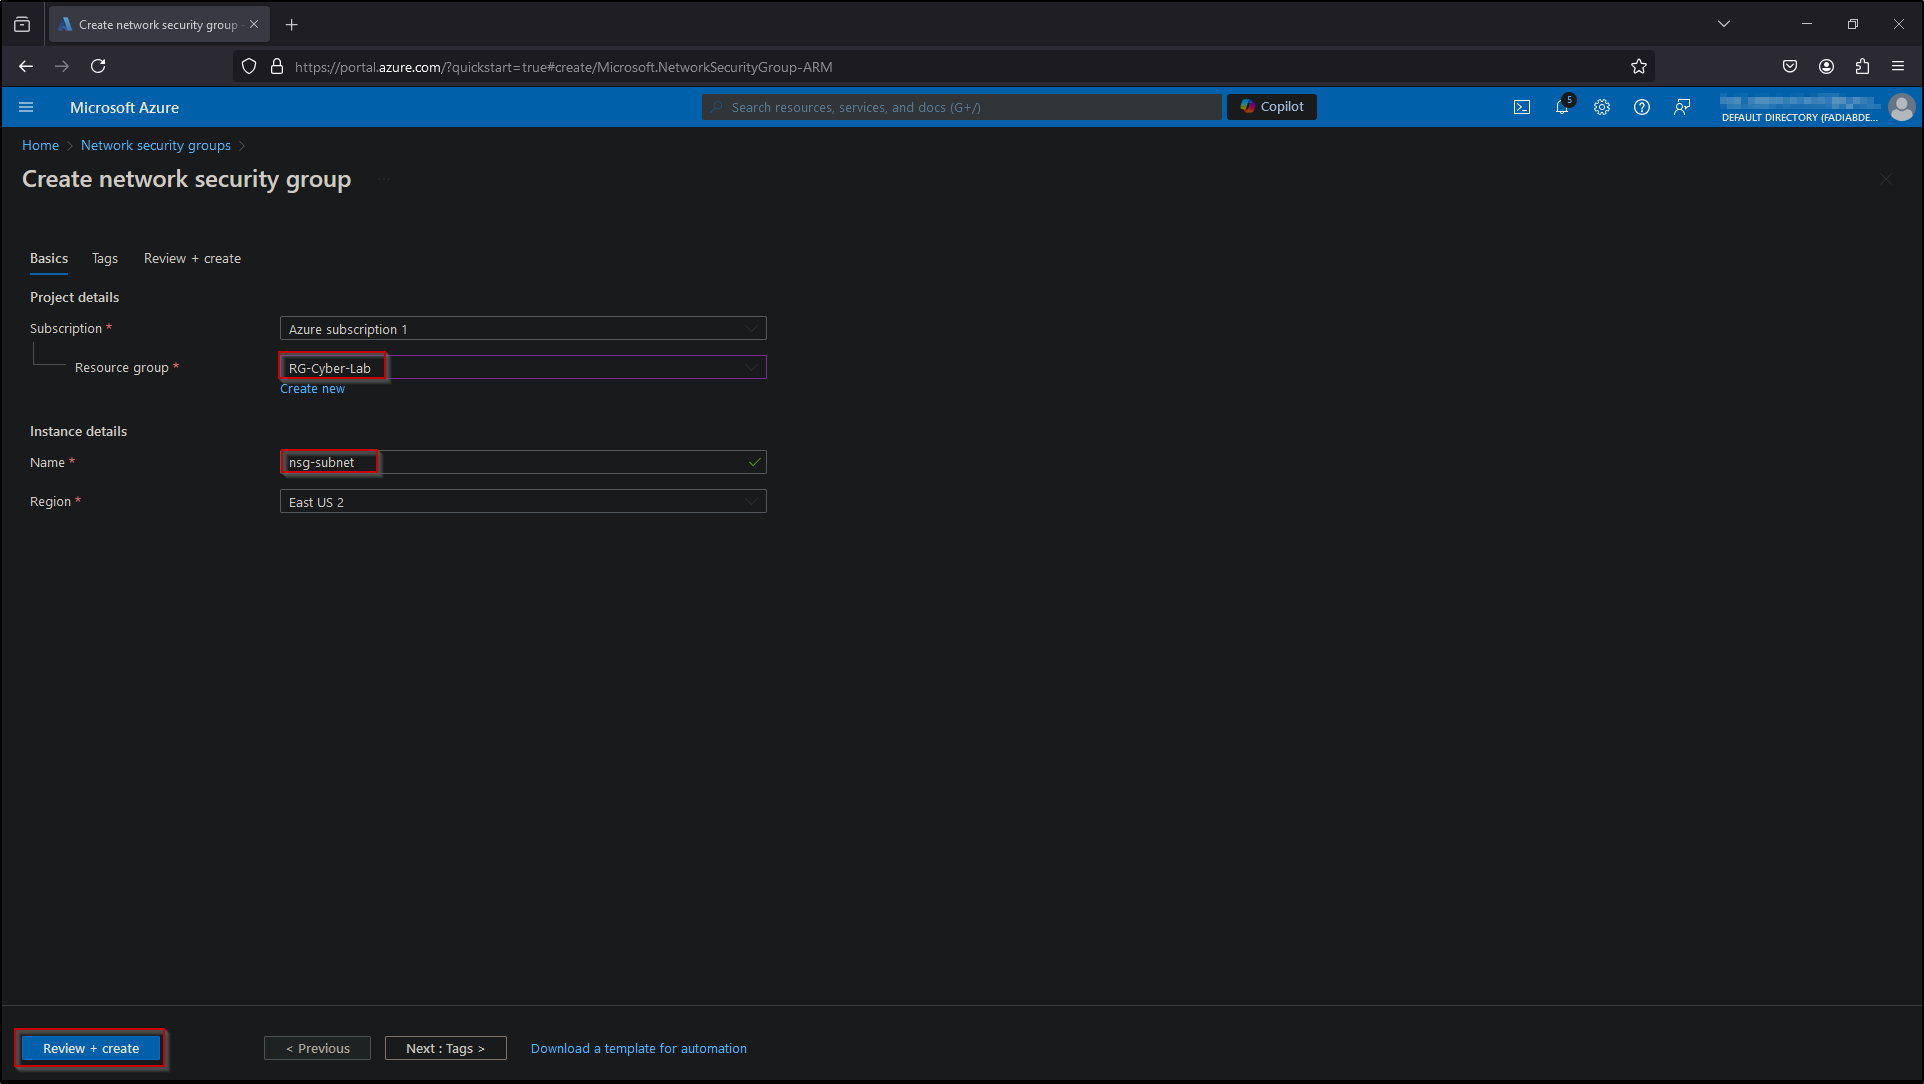 Create network security group
https://portal.azure.com/?quickstart=true#create/Microsoft.NetworkSecurityGroup-ARM
Microsoft Azure
Search resources, services, and docs (G+/)
Copilot
5
DEFAULT DIRECTORY (FADIABDE...
Home > Network security groups >
Create network security group ...
Basics Tags Review + create
Project details
Subscription *
Azure subscription 1
Resource group *
RG-Cyber-Lab
Create new
Instance details
Name *
nsg-subnet
Region *
East US 2
Review + create
< Previous
Next : Tags >
Download a template for automation